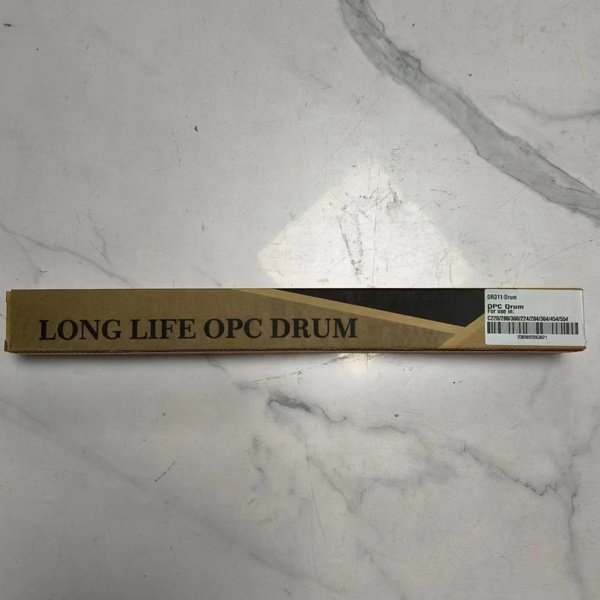 LONG LIFE OPC DRUM
DR311-Drum
OPC Drum
For use in:
C220/280/360/224/284/364/454/554